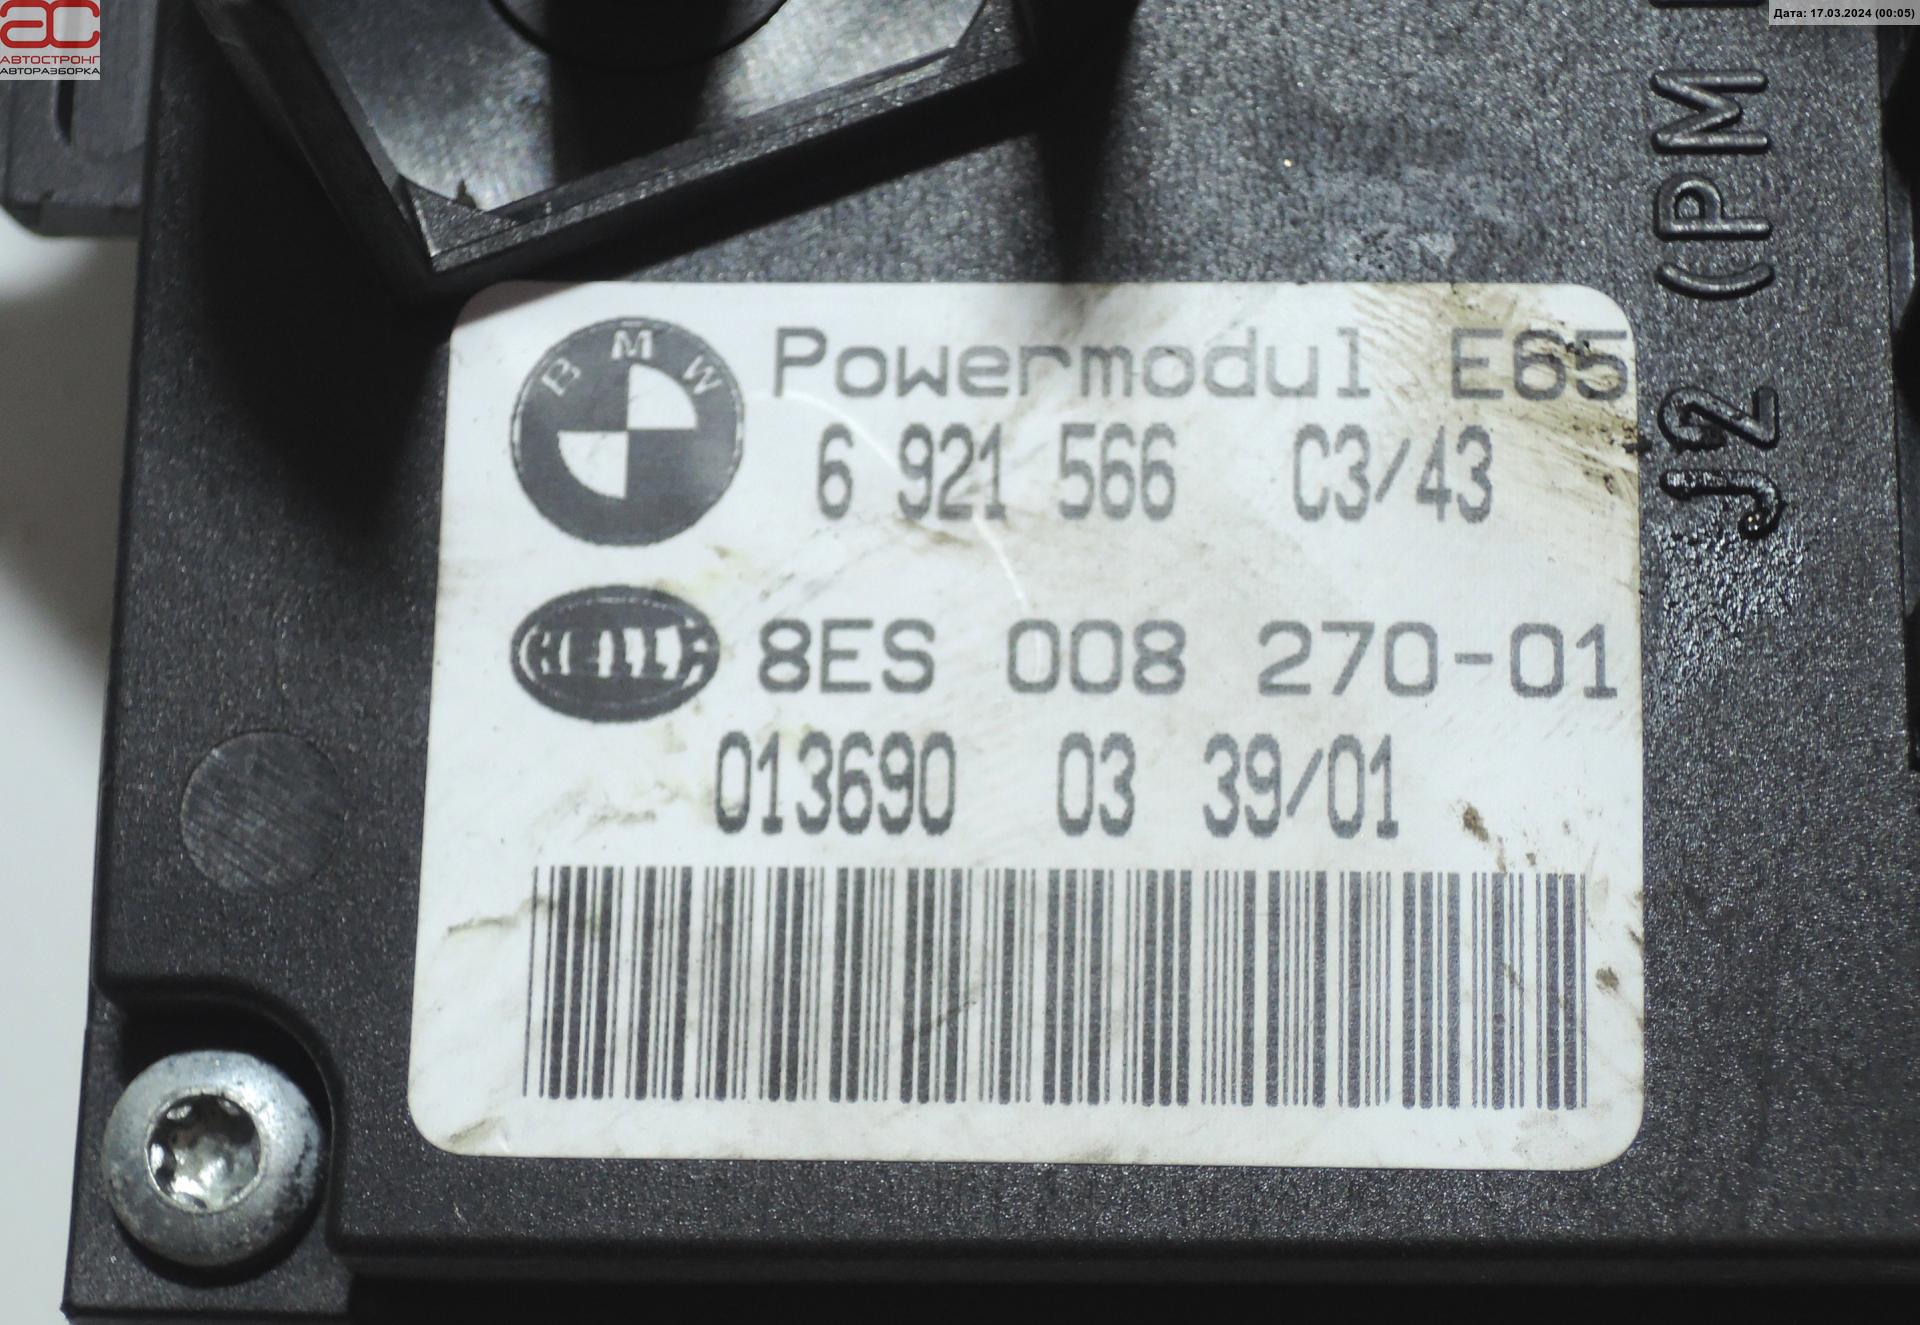 ac
АВТОСТРОНГ
АВТОРАЗБОРКА
Дата: 17.03.2024 (00:05)
BMW
Powermodul E65
6 921 566 C3/43
HELLA
8ES 008 270-01
013690 03 39/01
J2 (PM